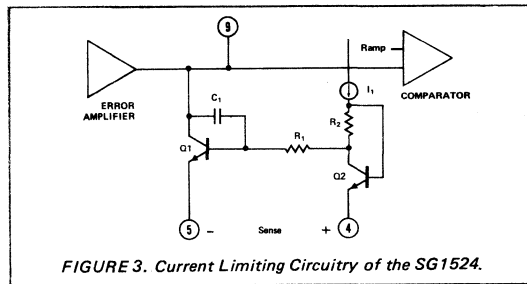 9
Ramp
ERROR
AMPLIFIER
C1
I1
COMPARATOR
R2
R1
Q1
Q2
5 – Sense + 4
FIGURE 3. Current Limiting Circuitry of the SG1524.